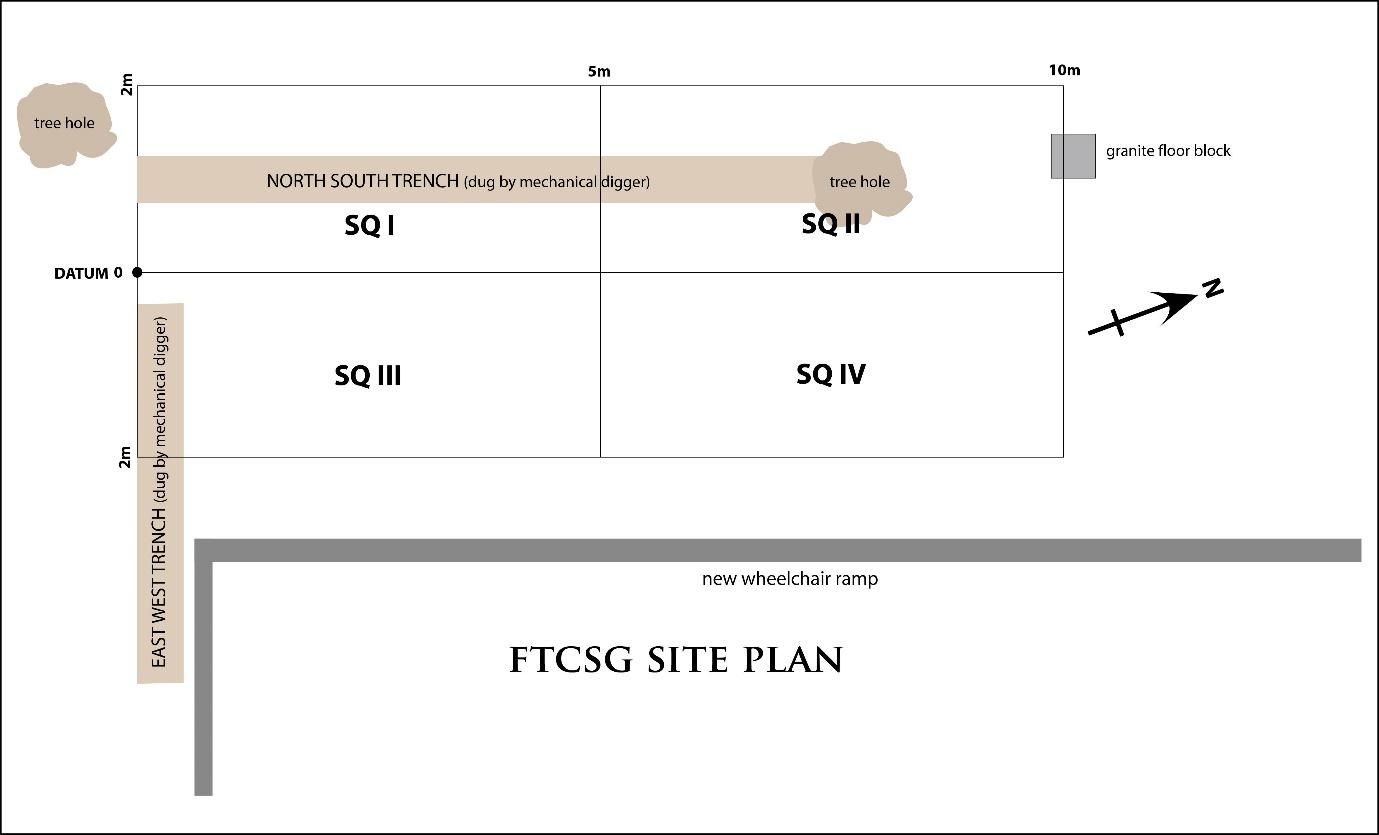 5m
10m
2m
tree hole
granite floor block
NORTH SOUTH TRENCH (dug by mechanical digger)
tree hole
SQ I
SQ II
DATUM 0
N
EAST WEST TRENCH (dug by mechanical digger)
SQ III
SQ IV
2m
new wheelchair ramp
FTCSG SITE PLAN